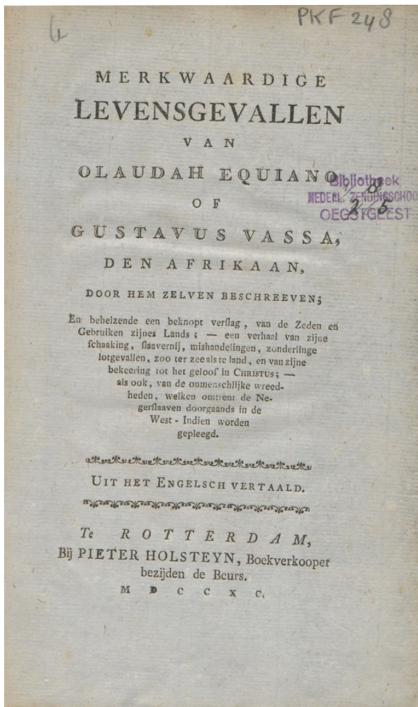 PKF 248
MERKWAARDIGE
LEVENSGEVALLEN
VAN
OLAUDAH EQUIANO
OF
GUSTAVUS VASSA,
DEN AFRIKAAN,
DOOR HEM ZELVEN BESCHREEVEN;
Bibliotheek
NEDERL. ZENDINGSCHOO
OEGSTGEEST
En behelzende een beknopt verslag, van de Zeden en
Gebruiken zijnes Lands; — een verhaal van zijne
schaaking, slaavernij, mishandelingen, zonderlinge
lotgevallen, zoo ter zee als te land, en van zijne
bekeering tot het geloof in CHRISTUS; —
als ook, van de onmenschlijke wreed-
heden, welken omtrent de Ne-
gerslaaven doorgaands in de
West-Indien worden
gepleegd.
UIT HET ENGELSCH VERTAALD.
Te ROTTERDAM,
Bij PIETER HOLSTEYN, Boekverkooper
bezijden de Beurs.
MDCCXC.